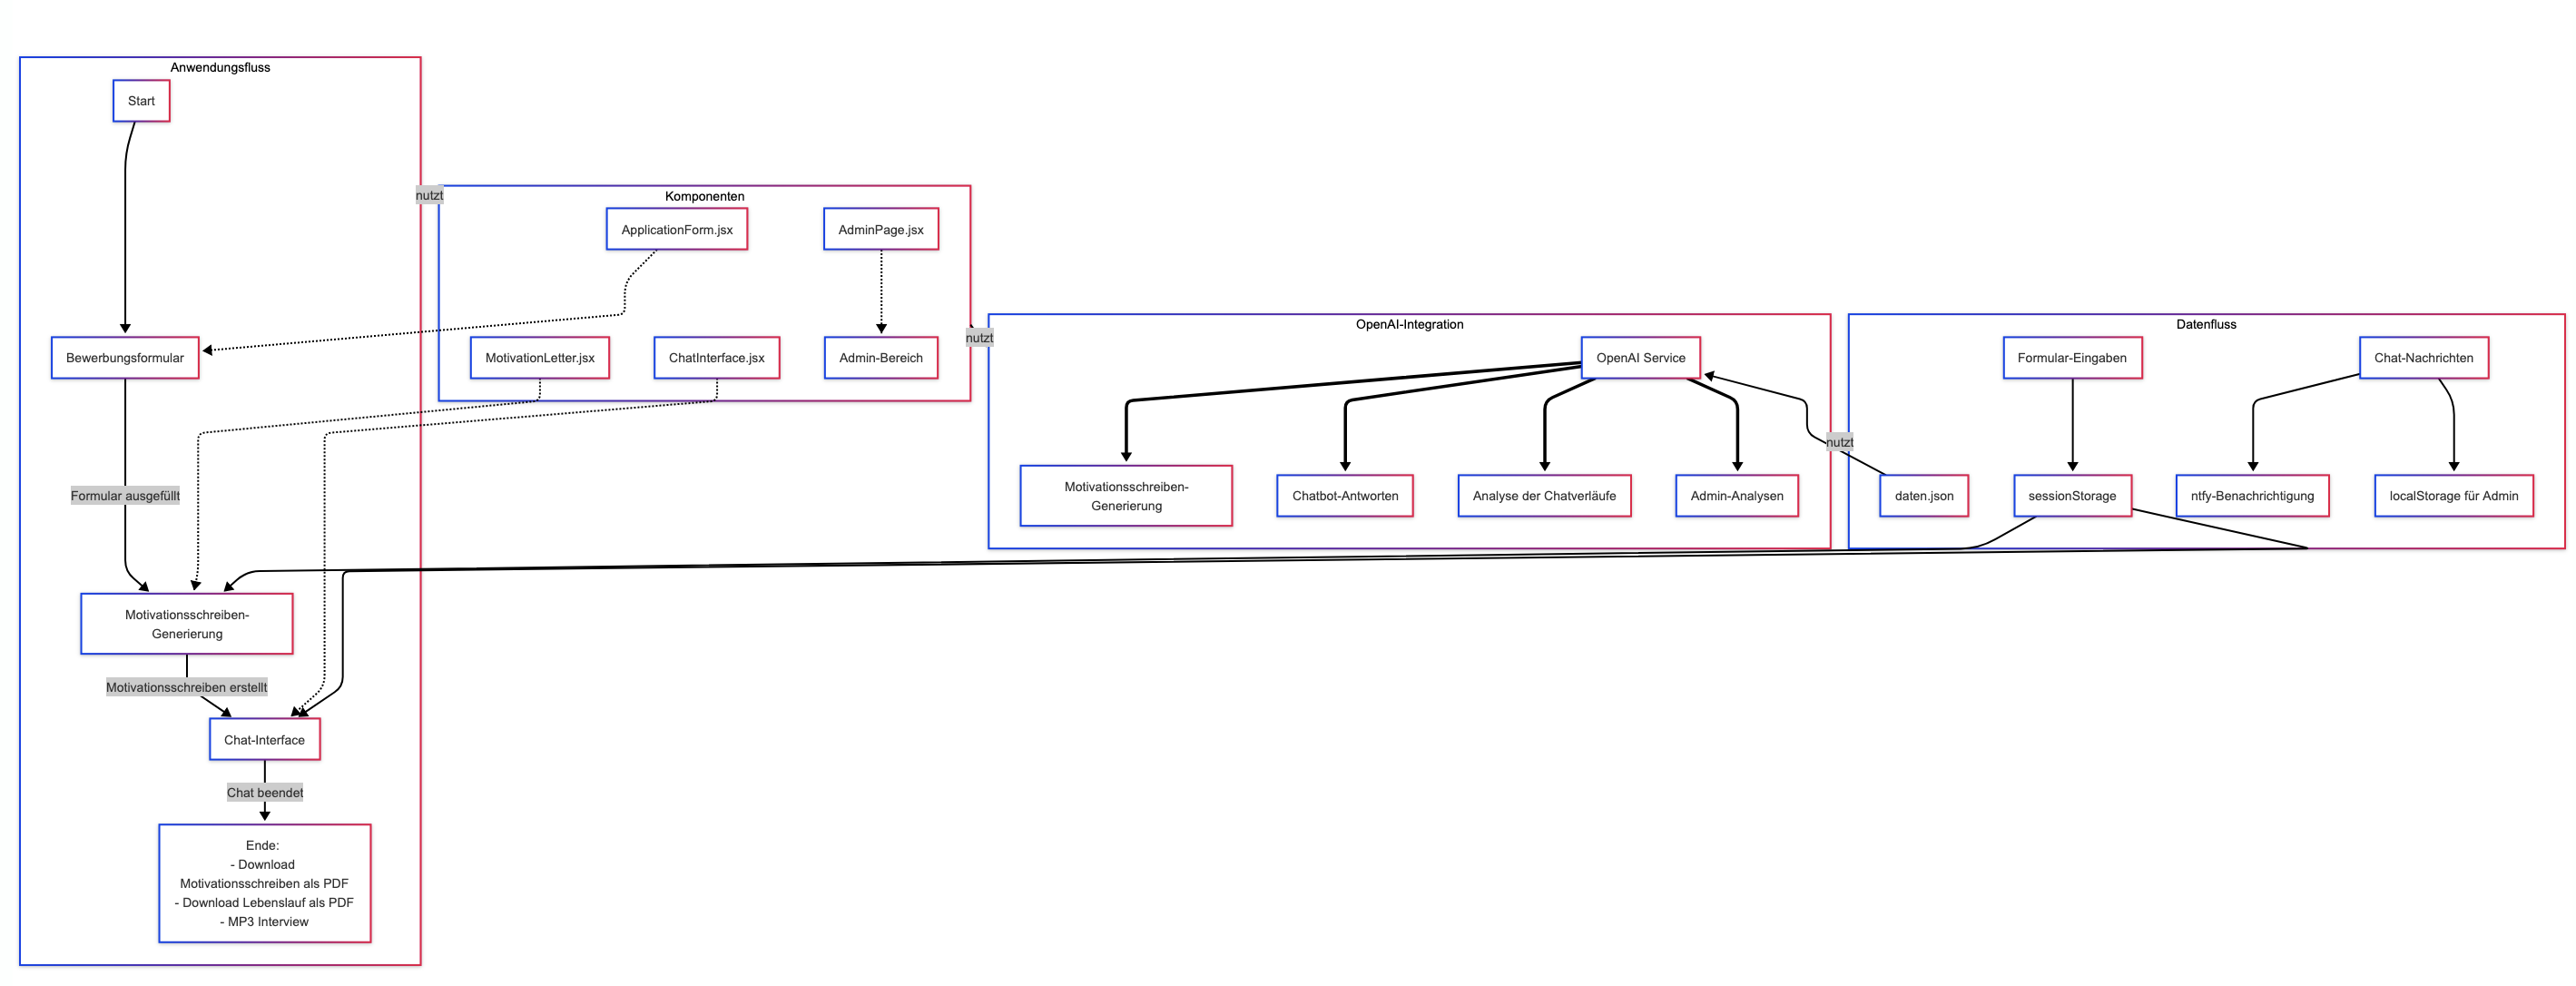 Anwendungsfluss
Start
Bewerbungsformular
Formular ausgefüllt
Motivationsschreiben-
Generierung
Motivationsschreiben erstellt
Chat-Interface
Chat beendet
Ende:
- Download
Motivationsschreiben als PDF
- Download Lebenslauf als PDF
- MP3 Interview
nutzt
Komponenten
ApplicationForm.jsx
AdminPage.jsx
MotivationLetter.jsx
ChatInterface.jsx
Admin-Bereich
nutzt
OpenAI-Integration
OpenAI Service
Motivationsschreiben-
Generierung
Chatbot-Antworten
Analyse der Chatverläufe
Admin-Analysen
nutzt
Datenfluss
Formular-Eingaben
Chat-Nachrichten
daten.json
sessionStorage
ntfy-Benachrichtigung
localStorage für Admin